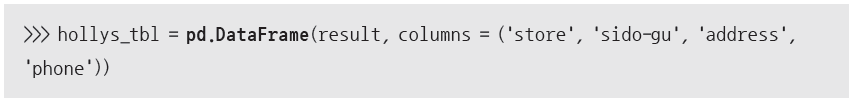 >>> hollys_tbl = pd.DataFrame(result, columns = ('store', 'sido-gu', 'address',
'phone'))